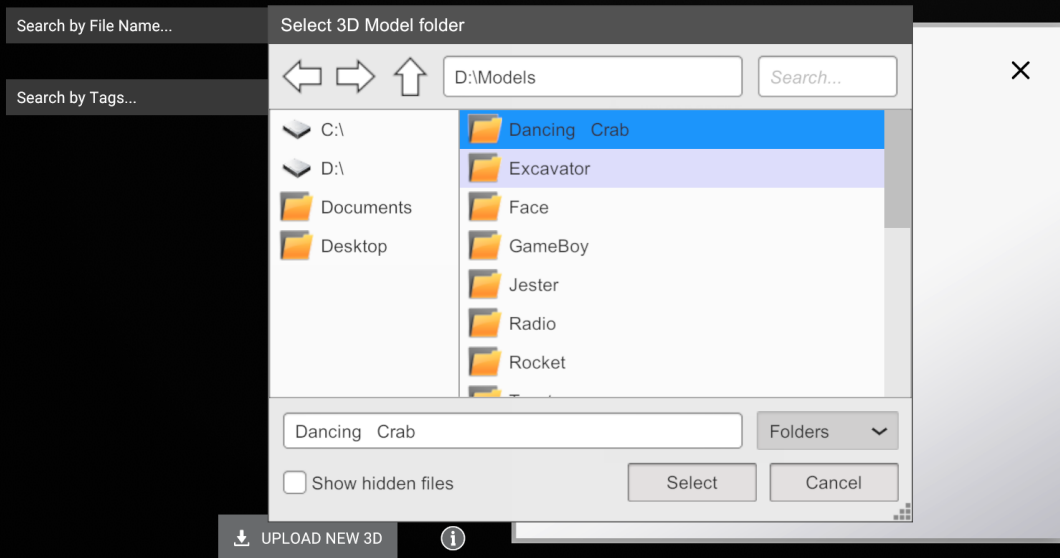 Search by File Name...
Select 3D Model folder
D:\Models
Search...
Search by Tags...
C:\
D:\
Documents
Desktop
Dancing   Crab
Excavator
Face
GameBoy
Jester
Radio
Rocket
Dancing   Crab
Folders
Show hidden files
Select
Cancel
UPLOAD NEW 3D